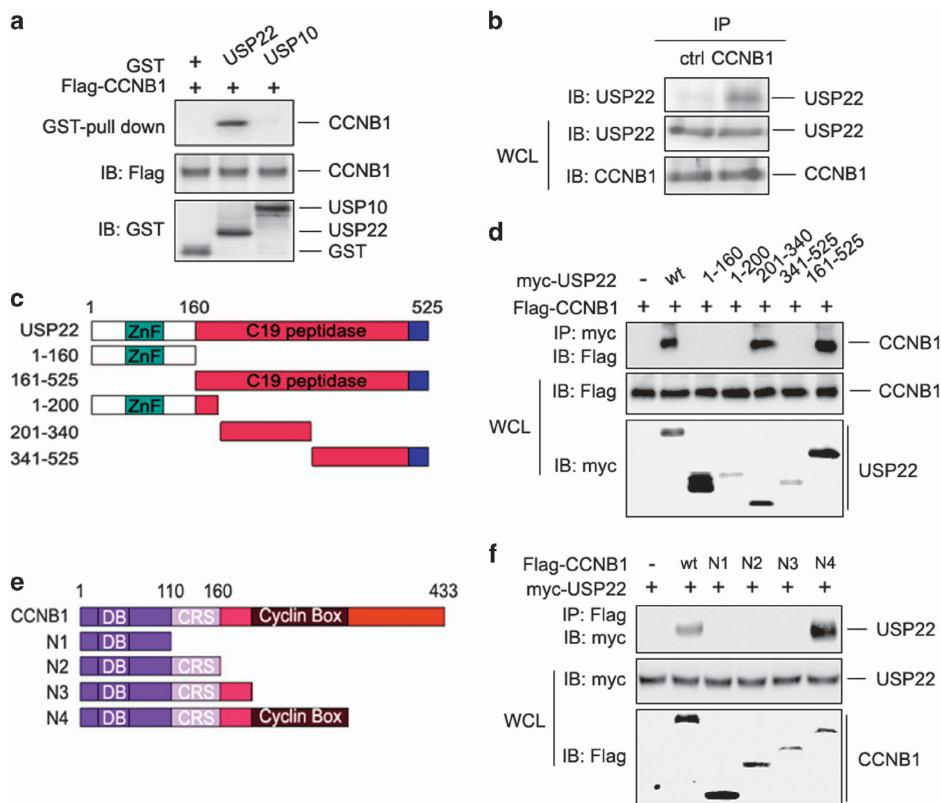 a
GST + USP22 USP10
Flag-CCNB1 + + +
GST-pull down CCNB1
IB: Flag CCNB1
IB: GST USP10
USP22
GST
b
IP
ctrl CCNB1
IB: USP22 USP22
WCL
IB: USP22 USP22
IB: CCNB1 CCNB1
c
1 160 525
USP22 ZnF C19 peptidase
1-160 ZnF
161-525 C19 peptidase
1-200 ZnF
201-340
341-525
d
myc-USP22 - wt 1-160 1-200 201-340 341-525 161-525
Flag-CCNB1 + + + + + + +
IP: myc
IB: Flag CCNB1
WCL
IB: Flag CCNB1
IB: myc USP22
e
1 110 160 433
CCNB1 DB CRS Cyclin Box
N1 DB
N2 DB CRS
N3 DB CRS
N4 DB CRS Cyclin Box
f
Flag-CCNB1 - wt N1 N2 N3 N4
myc-USP22 + + + + + +
IP: Flag
IB: myc USP22
WCL
IB: myc USP22
IB: Flag CCNB1